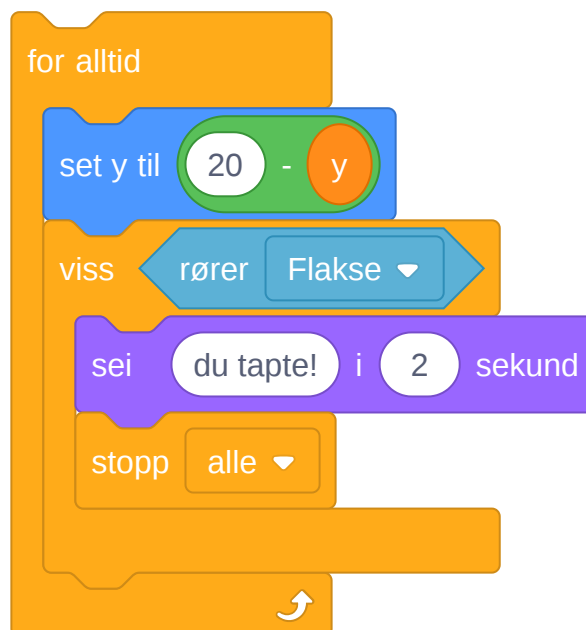 for alltid
set y til 20 - y
viss rører Flakse
sei du tapte! i 2 sekund
stopp alle